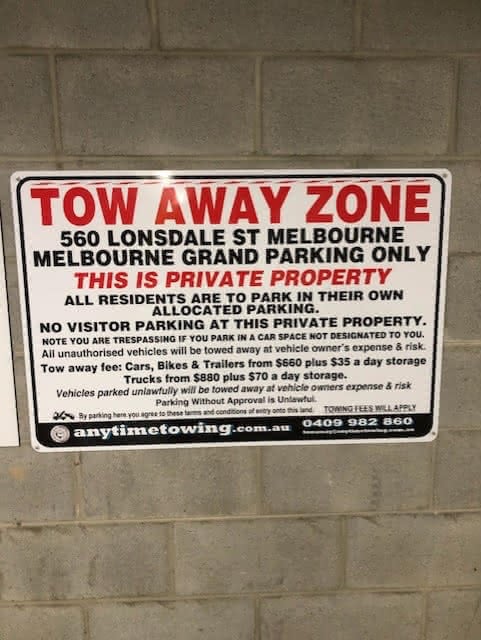 TOW AWAY ZONE
560 LONSDALE ST MELBOURNE
MELBOURNE GRAND PARKING ONLY
THIS IS PRIVATE PROPERTY
ALL RESIDENTS ARE TO PARK IN THEIR OWN
ALLOCATED PARKING.
NO VISITOR PARKING AT THIS PRIVATE PROPERTY.
NOTE YOU ARE TRESPASSING IF YOU PARK IN A CAR SPACE NOT DESIGNATED TO YOU.
All unauthorised vehicles will be towed away at vehicle owner's expense & risk.
Tow away fee: Cars, Bikes & Trailers from $660 plus $35 a day storage
Trucks from $880 plus $70 a day storage.
Vehicles parked unlawfully will be towed away at vehicle owners expense & risk
Parking Without Approval is Unlawful.
By parking here you agree to these terms and conditions of entry onto this land. TOWING FEES WILL APPLY
anytimetowing.com.au 0409 982 860